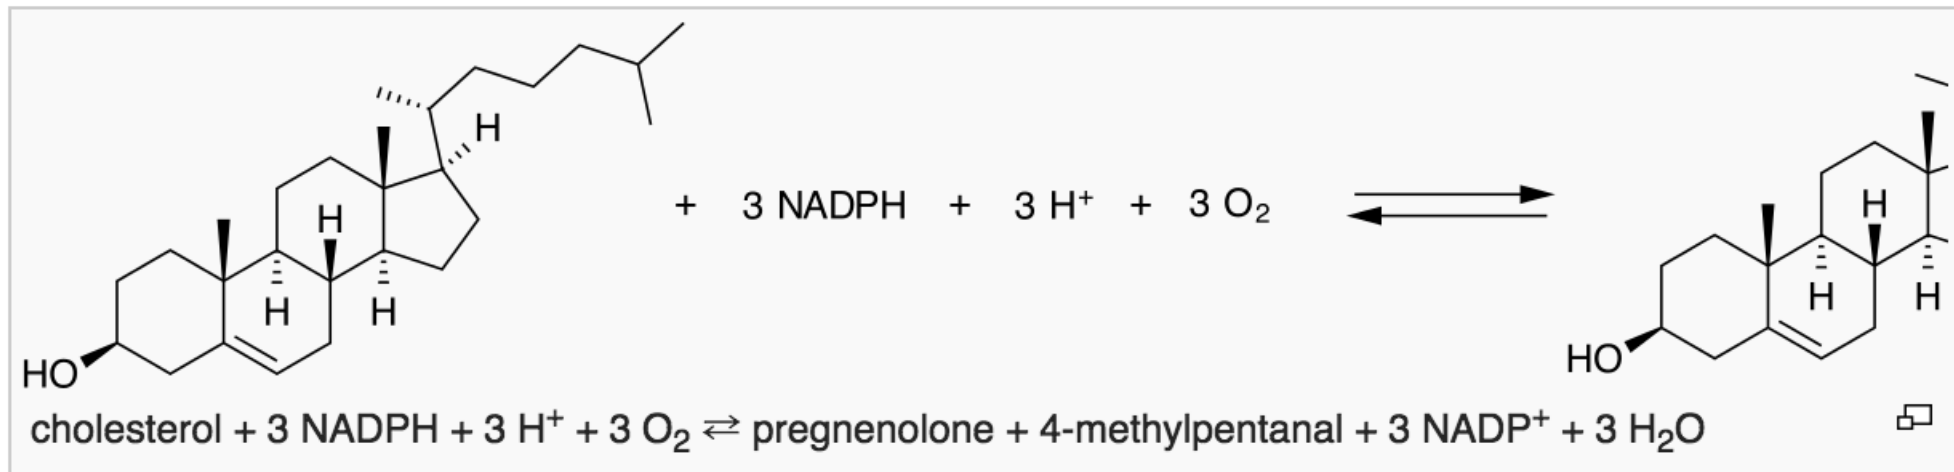 H
H
H
H
HO
+ 3 NADPH + 3 H⁺ + 3 O₂
H
H
H
HO
cholesterol + 3 NADPH + 3 H⁺ + 3 O₂ ⇄ pregnenolone + 4-methylpentanal + 3 NADP⁺ + 3 H₂O